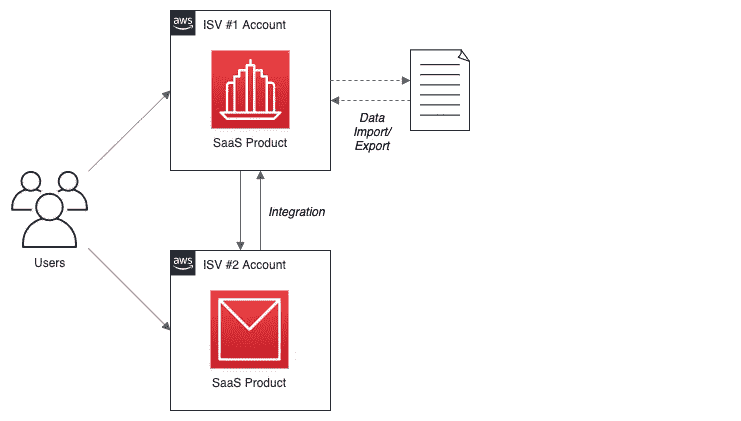 aws
ISV #1 Account
SaaS Product
Data
Import/
Export
Integration
Users
aws
ISV #2 Account
SaaS Product